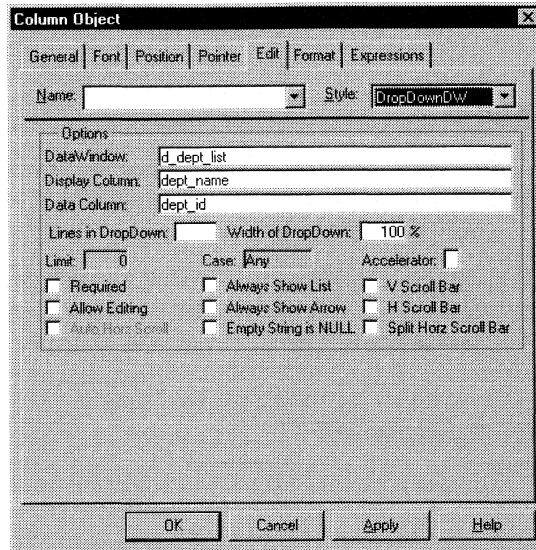 Column Object
General Font Position Pointer Edit Format Expressions
Name: Style: DropDownDW
Options
DataWindow: d_dept_list
Display Column: dept_name
Data Column: dept_id
Lines in DropDown: Width of DropDown: 100 %
Limit: 0 Case: Any Accelerator:
Required Always Show List V Scroll Bar
Allow Editing Always Show Arrow H Scroll Bar
Auto Horz Scroll Empty String is NULL Split Horz Scroll Bar
OK Cancel Apply Help